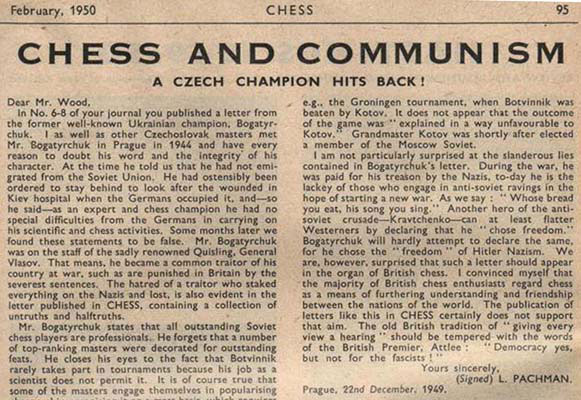 February, 1950
CHESS
95
CHESS AND COMMUNISM
A CZECH CHAMPION HITS BACK!
Dear Mr. Wood,
In No. 6-8 of your journal you published a letter from
the former well-known Ukrainian champion, Bogatyr-
chuk. I as well as other Czechoslovak masters met
Mr. Bogatyrchuk in Prague in 1944 and have every
reason to doubt his word and the integrity of his
character. At the time he told us that he had not emi-
grated from the Soviet Union. He had ostensibly been
ordered to stay behind to look after the wounded in
Kiev hospital when the Germans occupied it, and—so
he said—as an expert and chess champion he had no
special difficulties from the Germans in carrying on
his scientific and chess activities. Some months later we
found these statements to be false. Mr. Bogatyrchuk
was on the staff of the sadly renowned Quisling, General
Vlasov. That means, he became a common traitor of his
country at war, such as are punished in Britain by the
severest sentences. The hatred of a traitor who staked
everything on the Nazis and lost, is also evident in the
letter published in CHESS, containing a collection of
untruths and halftruths.
Mr. Bogatyrchuk states that all outstanding Soviet
chess players are professionals. He forgets that a number
of top-ranking masters were decorated for outstanding
feats. He closes his eyes to the fact that Botvinnik
rarely takes part in tournaments because his job as a
scientist does not permit it. It is of course true that
some of the masters engage themselves in popularising
e.g., the Groningen tournament, when Botvinnik was
beaten by Kotov. It does not appear that the outcome
of the game was "explained in a way unfavourable to
Kotov." Grandmaster Kotov was shortly after elected
a member of the Moscow Soviet.
I am not particularly surprised at the slanderous lies
contained in Bogatyrchuk's letter. During the war, he
was paid for his treason by the Nazis, to-day he is the
lackey of those who engage in anti-soviet ravings in the
hope of starting a new war. As we say: "Whose bread
you eat, his song you sing." Another hero of the anti-
soviet crusade—Kravtchenko—can at least flatter
Westerners by declaring that he "chose freedom."
Bogatyrchuk will hardly attempt to declare the same,
for he chose the "freedom" of Hitler Nazism. We
are, however, surprised that such a letter should appear
in the organ of British chess. I convinced myself that
the majority of British chess enthusiasts regard chess
as a means of furthering understanding and friendship
between the nations of the world. The publication of
letters like this in CHESS certainly does not support
that aim. The old British tradition of "giving every
view a hearing" should be tempered with the words
of the British Premier, Attlee: "Democracy yes,
but not for the fascists!"
Yours sincerely,
(Signed) L. PACHMAN.
Prague, 22nd December, 1949.